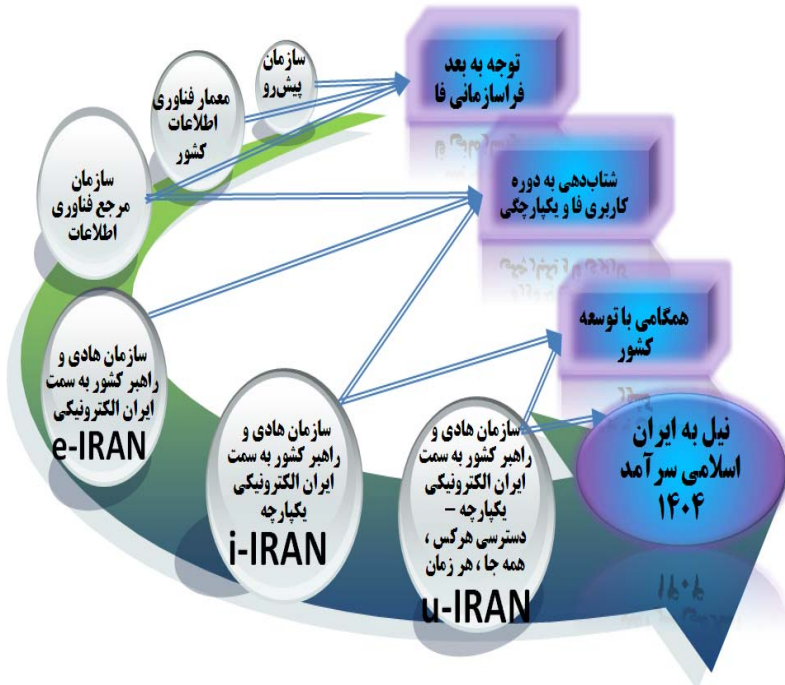 سازمان
پیش‌رو
معمار فناوری
اطلاعات
کشور
سازمان
مرجع فناوری
اطلاعات
سازمان هادی و
راهبر کشور به سمت
ایران الکترونیکی
e-IRAN
سازمان هادی و
راهبر کشور به سمت
ایران الکترونیکی
یکپارچه
i-IRAN
سازمان هادی و
راهبر کشور به سمت
ایران الکترونیکی
یکپارچه –
دسترسی هرکس ،
همه جا ، هر زمان
u-IRAN
توجه به بعد
فراسازمانی فا
شتاب‌دهی به دوره
کاربری فا و یکپارچگی
همگامی با توسعه
کشور
نیل به ایران
اسلامی سرآمد
۱۴۰۴